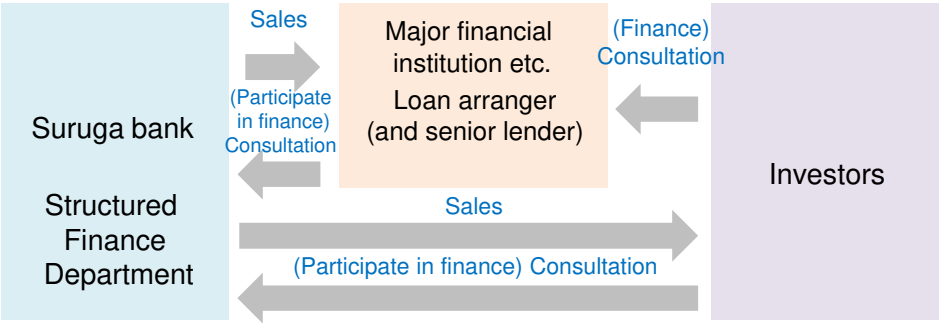 Suruga bank
Structured
Finance
Department
Sales
(Participate
in finance)
Consultation
Major financial
institution etc.
Loan arranger
(and senior lender)
(Finance)
Consultation
Sales
(Participate in finance) Consultation
Investors